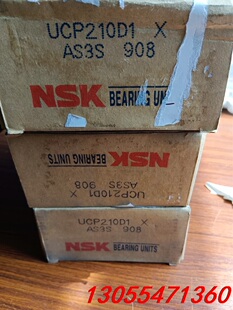 UCP210D1 X
AS3S 908
NSK BEARING UNITS
NSK BEARING UNITS
AS3S 908
UCP210D1 X
UCP210D1 X
AS3S 908
NSK BEARING UNITS
13055471360